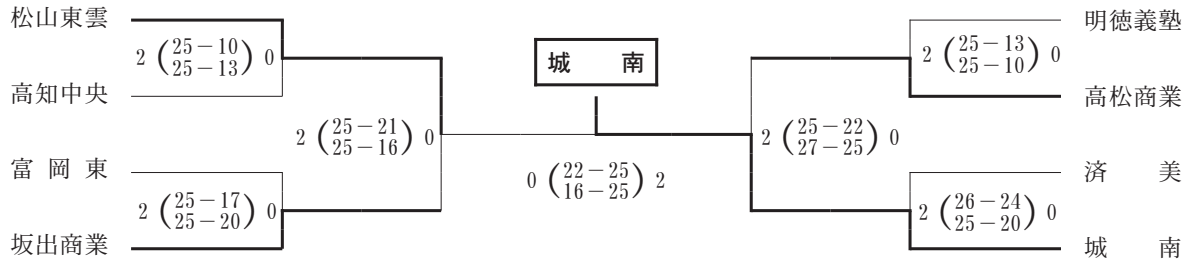 松山東雲
2 (25-10 25-13) 0
高知中央
2 (25-21 25-16) 0
富岡東
2 (25-17 25-20) 0
坂出商業
城　南
0 (22-25 16-25) 2
明徳義塾
2 (25-13 25-10) 0
高松商業
2 (25-22 27-25) 0
済　美
2 (26-24 25-20) 0
城　南